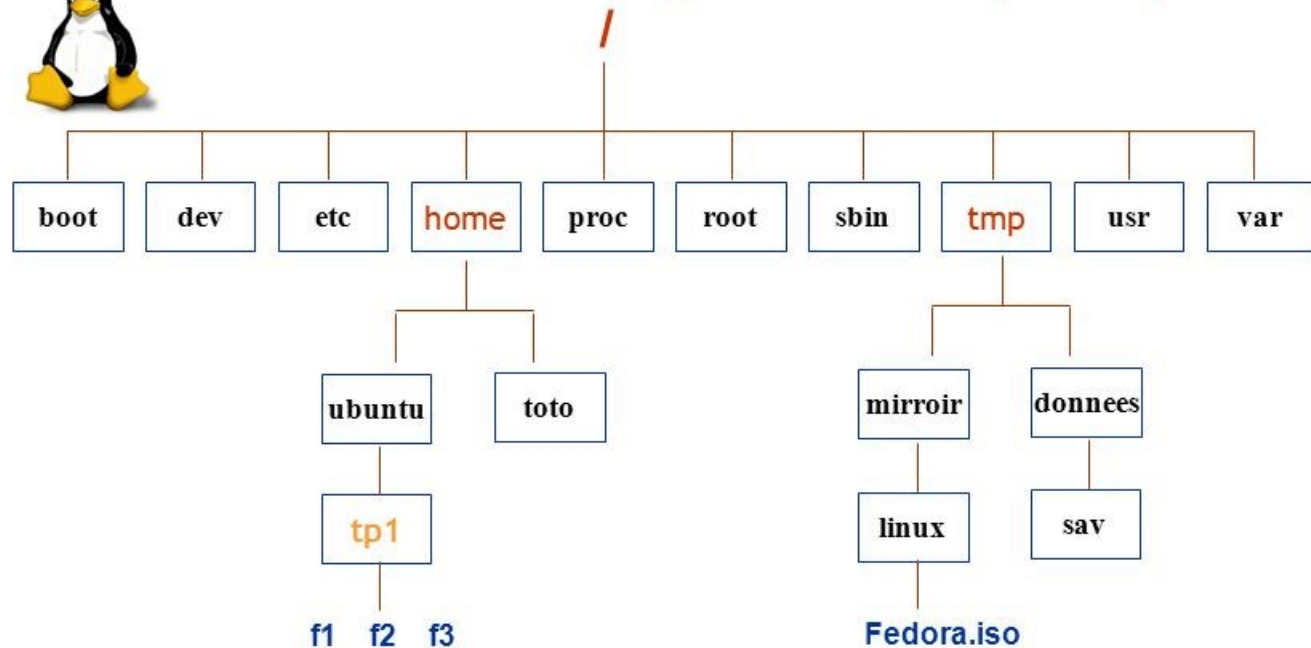 /
boot dev etc home proc root sbin tmp usr var
ubuntu toto mirroir donnees
tp1 linux sav
f1 f2 f3 Fedora.iso